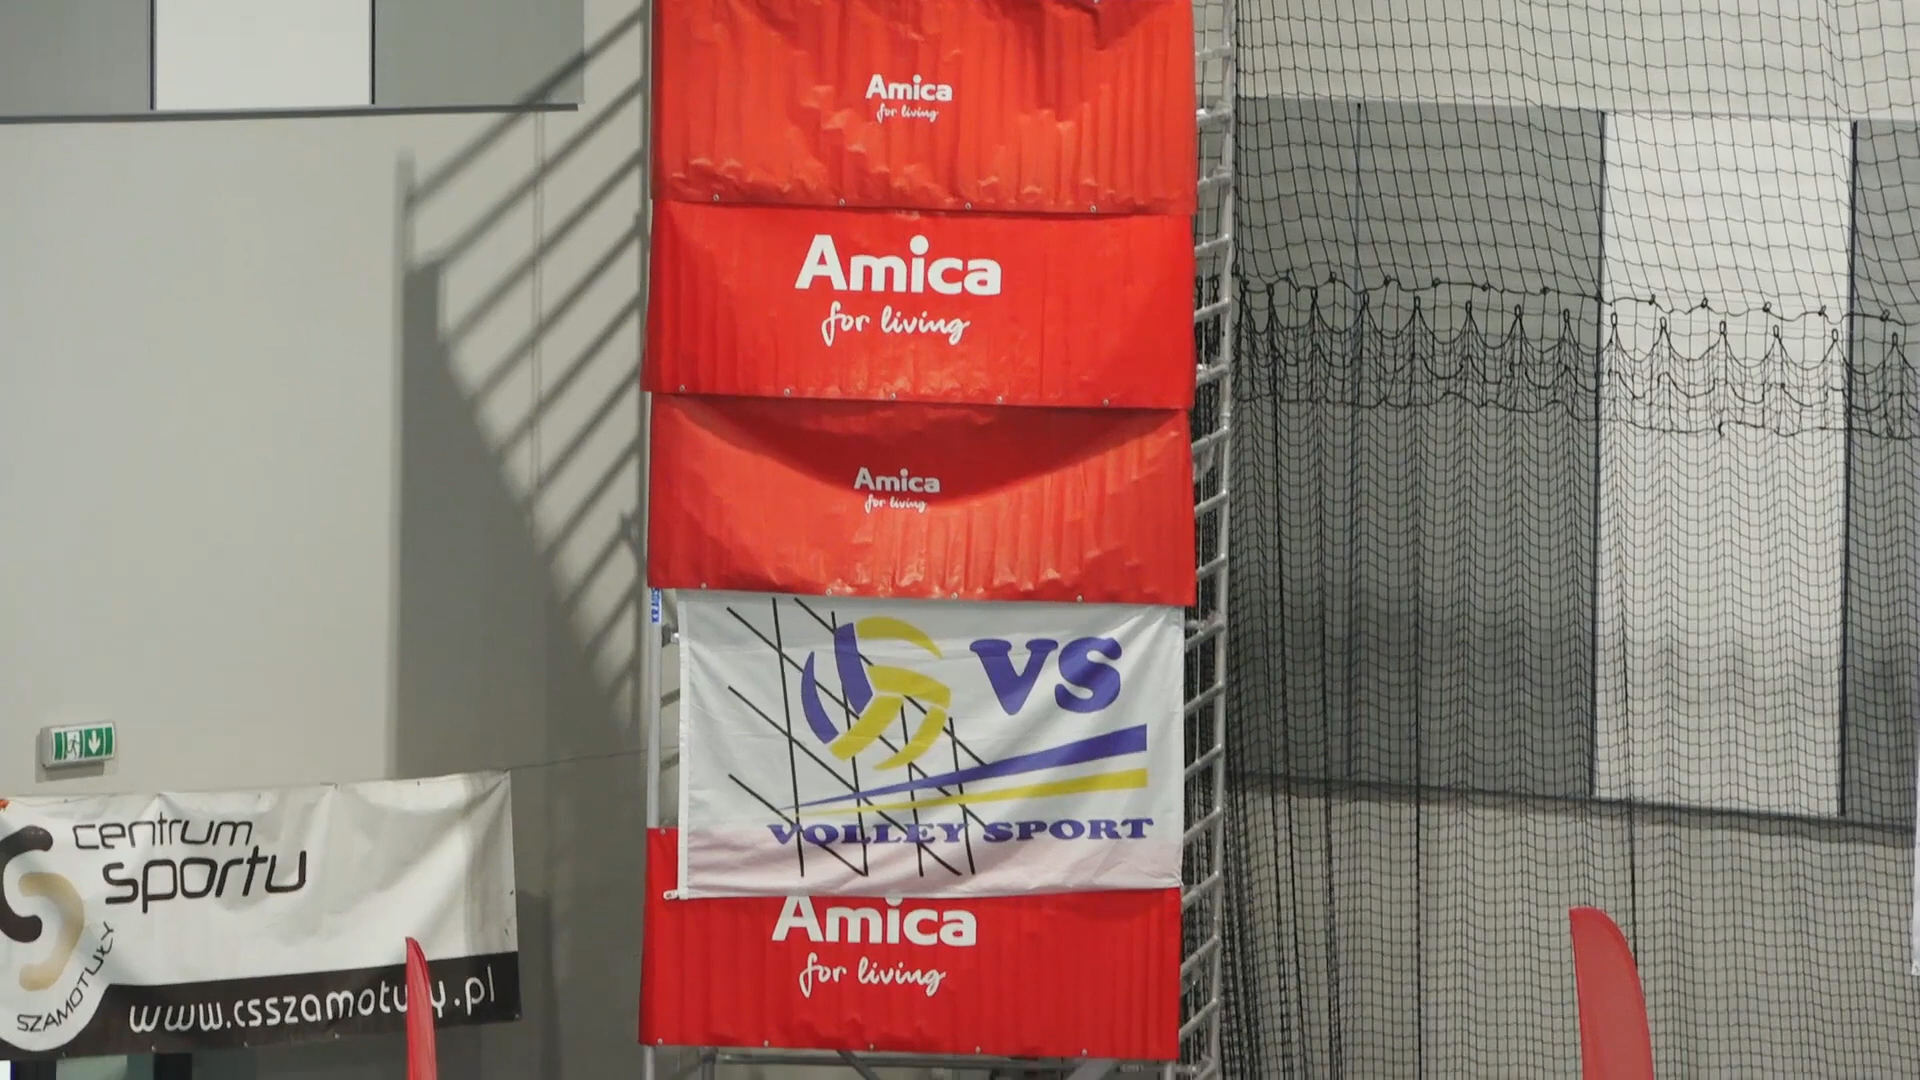 Amica
for living
Amica
for living
Amica
for living
KRAUSE
VS
VOLLEY SPORT
Amica
for living
centrum
sportu
SZAMOTUŁY
www.csszamotuly.pl